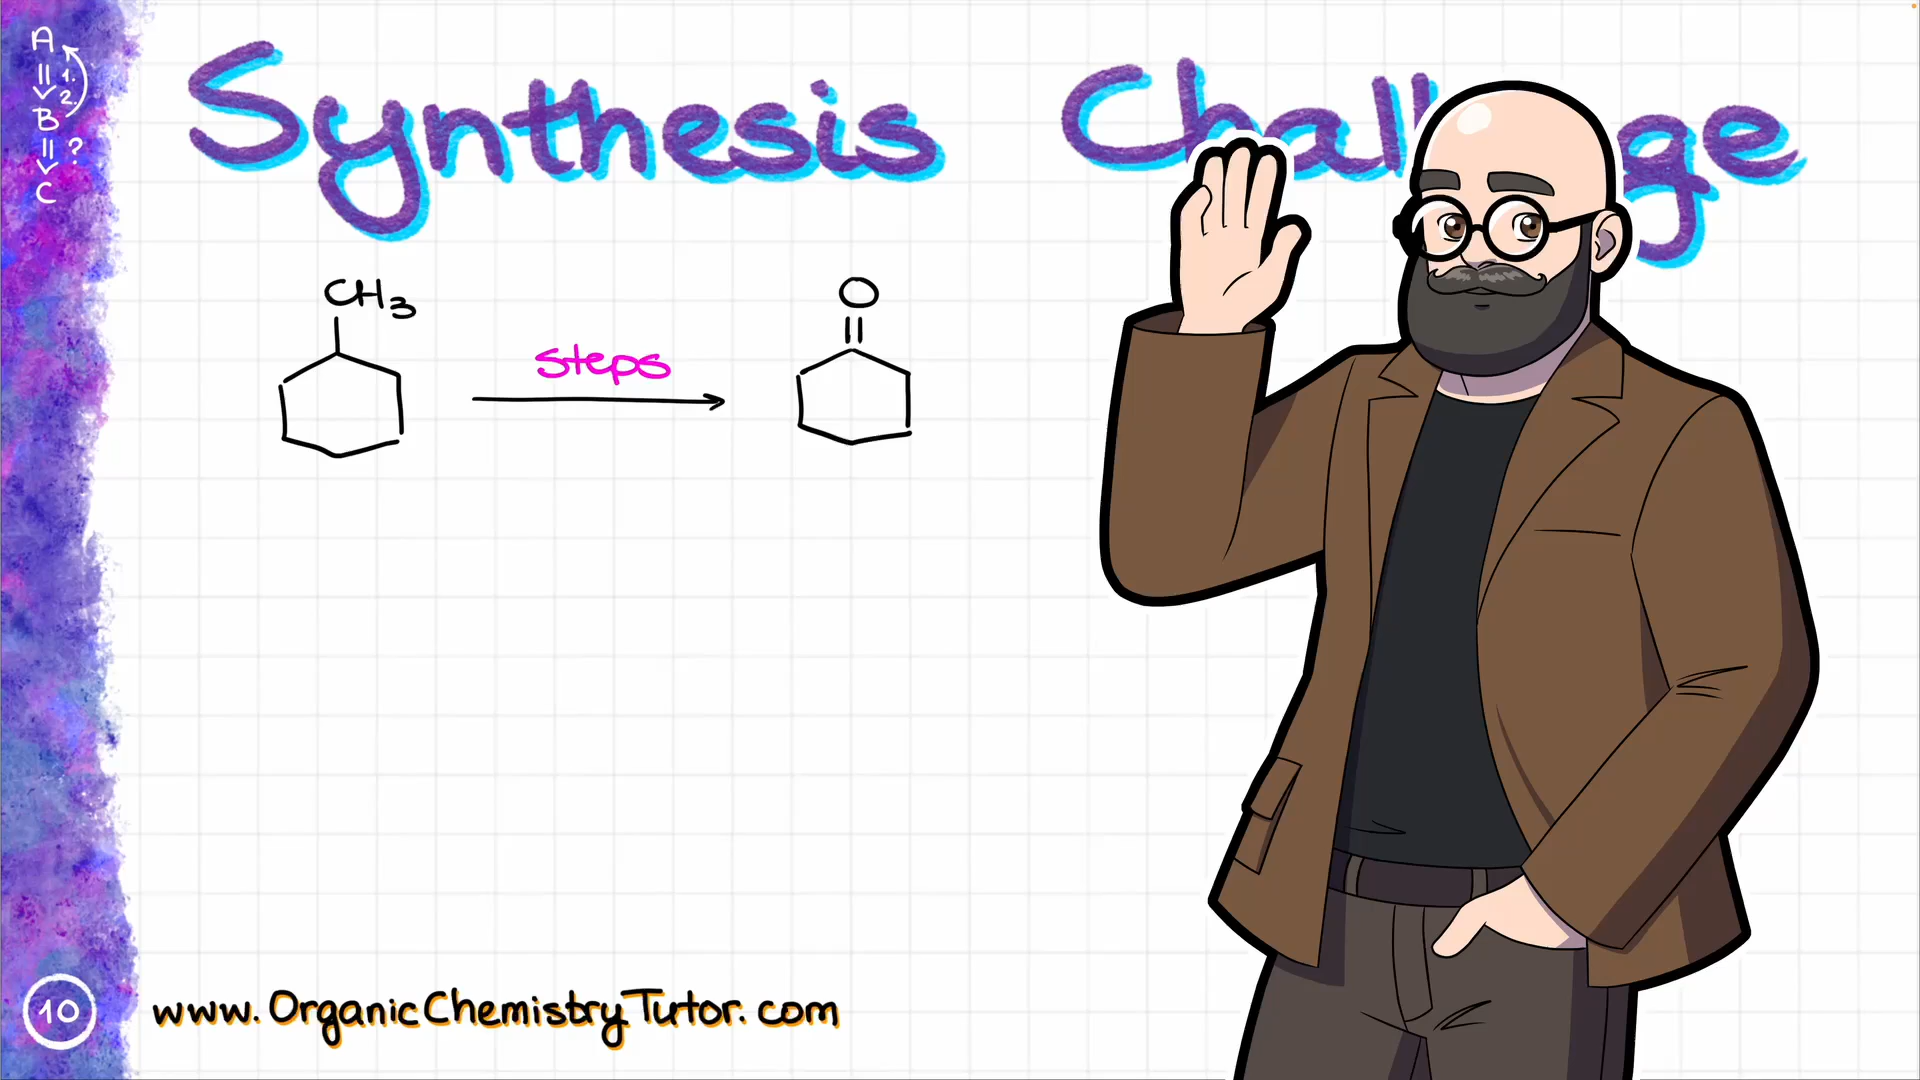 A
1.
2.
B
?
C
Synthesis Chal ge
CH3
O
steps
10
www.OrganicChemistryTutor.com